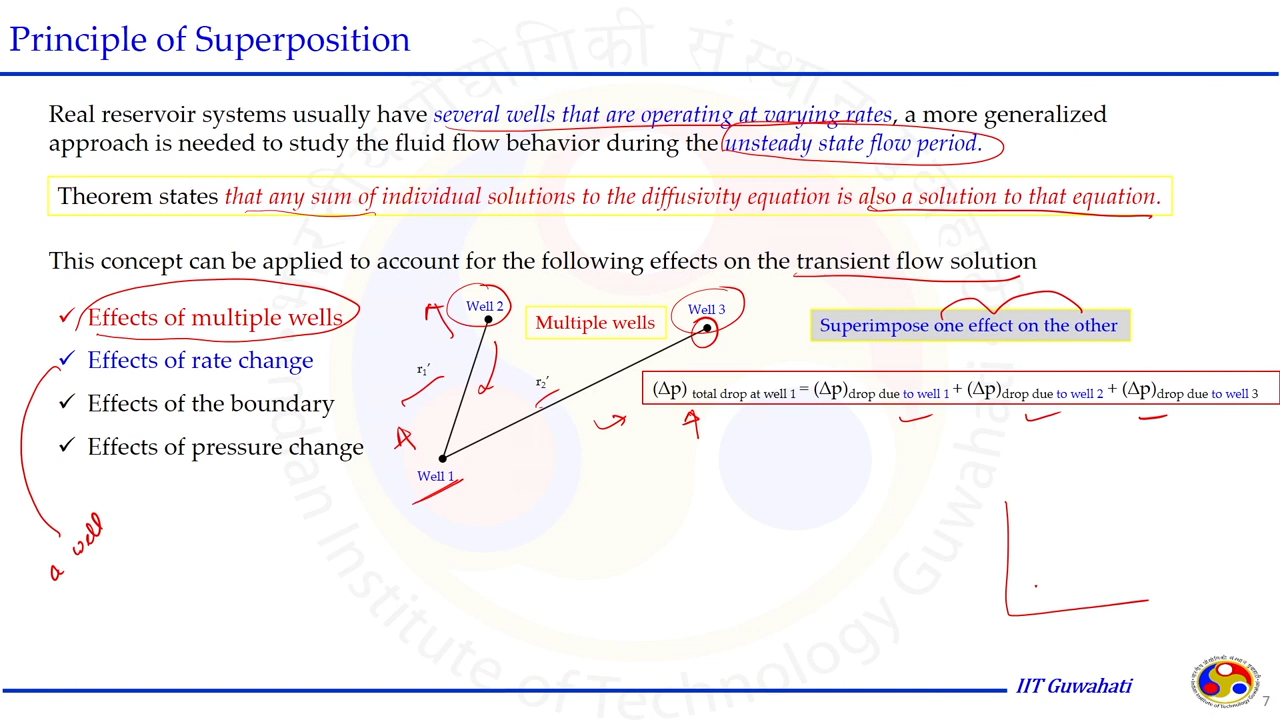 Principle of Superposition
Real reservoir systems usually have several wells that are operating at varying rates, a more generalized
approach is needed to study the fluid flow behavior during the unsteady state flow period.
Theorem states that any sum of individual solutions to the diffusivity equation is also a solution to that equation.
This concept can be applied to account for the following effects on the transient flow solution
✓ Effects of multiple wells
✓ Effects of rate change
✓ Effects of the boundary
✓ Effects of pressure change
Well 2
Multiple wells
Well 3
r₁′
r₂′
Well 1
Superimpose one effect on the other
(Δp) total drop at well 1 = (Δp)drop due to well 1 + (Δp)drop due to well 2 + (Δp)drop due to well 3
a well
IIT Guwahati
7